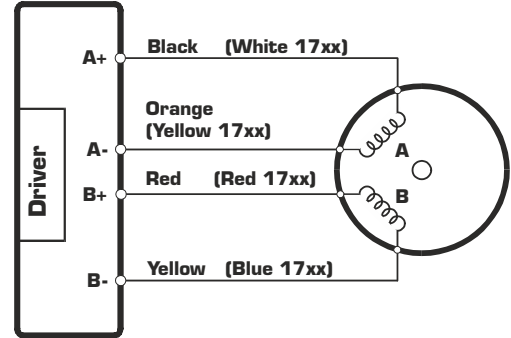 A+
Black (White 17xx)
Orange
(Yellow 17xx)
A-
A
Driver
B+
Red (Red 17xx)
B
B-
Yellow (Blue 17xx)